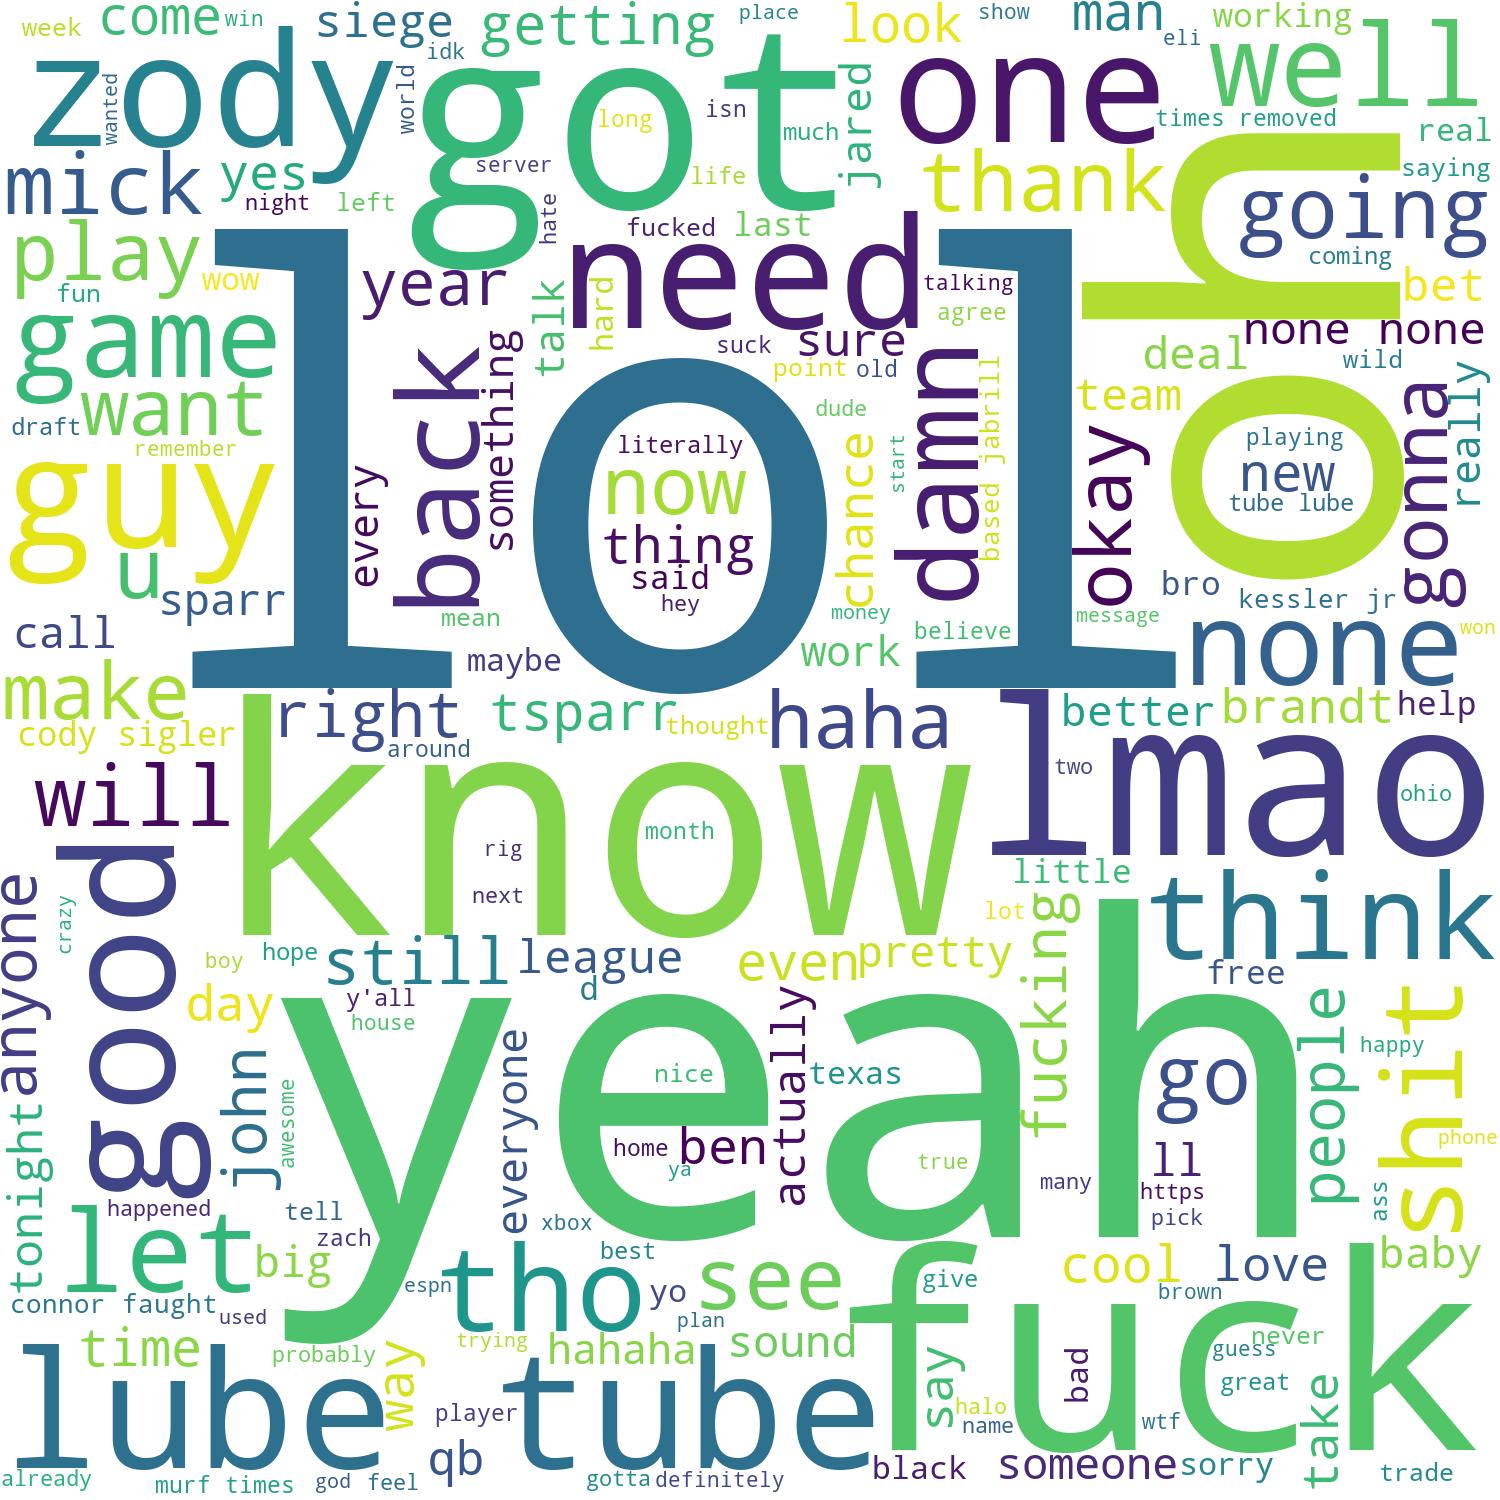 week
come
win
siege
idk
getting
place
look
show
man
eli
working
zody
wanted
world
got
long
isn
much
jared
one
well
times removed
real
mick
yes
night
left
server
hate
life
fucked
last
thank
oh
saying
going
coming
play
wow
fun
year
need
talking
agree
bet
game
talk
hard
suck
sure
none none
point
old
deal
wild
want
draft
remember
back
something
every
lol
literally
now
thing
said
hey
dude
chance
start
damn
based jabrill
team
okay
playing
new
tube lube
gonna
really
guy
u
sparr
call
mean
maybe
money
work
believe
message
bro
kessler jr
none
won
make
cody sigler
right
around
tsparr
thought
haha
better
brandt
help
will
know
rig
next
month
lmao
two
ohio
good
anyone
crazy
boy
hope
still
league
d
even
pretty
lot
little
fucking
think
free
day
y'all
house
yeah
nice
actually
texas
go
people
happy
shit
phone
john
awesome
everyone
home
ben
ya
true
many
ll
https
pick
ass
tonight
happened
let
tell
zach
big
xbox
best
espn
tho
yo
plan
see
give
cool
love
brown
baby
connor faught
used
time
probably
way
trying
hahaha
sound
fuck
say
bad
never
guess
great
take
lube
tube
player
qb
halo
name
wtf
already
murf times
god
feel
gotta
definitely
black
someone
sorry
trade